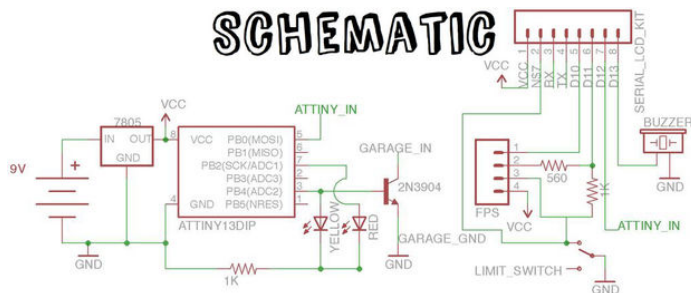 SCHEMATIC
9V
7805
IN OUT
GND
GND
VCC
8 VCC
4 GND
PB0(MOSI) 5
PB1(MISO) 6
PB2(SCK/ADC1) 7
PB3(ADC3) 2
PB4(ADC2) 3
PB5(NRES) 1
ATTINY13DIP
ATTINY_IN
1K
YELLOW
RED
GARAGE_IN
2N3904
GARAGE_GND
GND
VCC
VCC 1
NS7 2
RX 3
TX 4
D10 5
D11 6
D12 7
D13 8
SERIAL_LCD_KIT
BUZZER
GND
1
2
3
4
FPS
560
1K
VCC
ATTINY_IN
LIMIT_SWITCH
GND